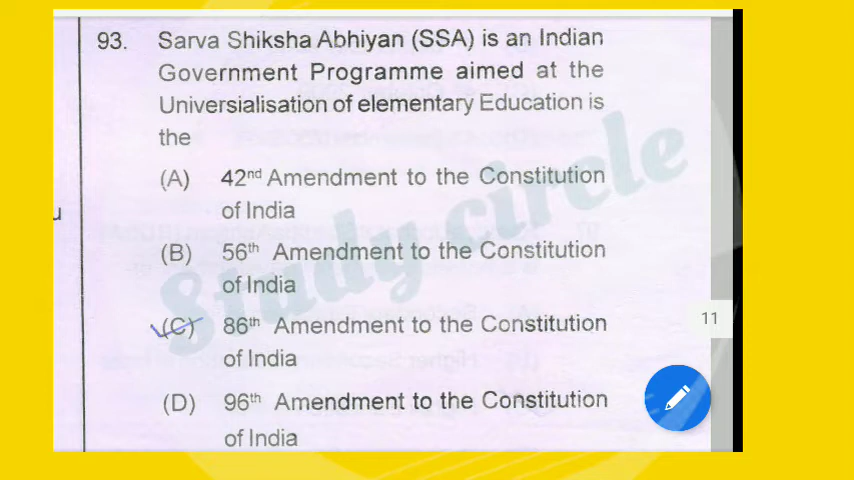 93. Sarva Shiksha Abhiyan (SSA) is an Indian
Government Programme aimed at the
Universialisation of elementary Education is
the
(A) 42nd Amendment to the Constitution
of India
(B) 56th Amendment to the Constitution
of India
(C) 86th Amendment to the Constitution
of India
(D) 96th Amendment to the Constitution
of India
Study circle
u
11